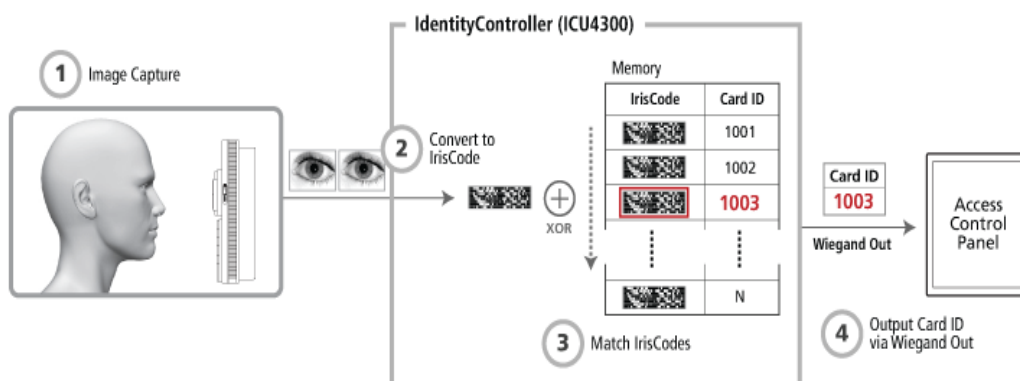 IdentityController (ICU4300)
1 Image Capture
2 Convert to
IrisCode
XOR
Memory
IrisCode Card ID
1001
1002
1003
N
3 Match IrisCodes
Card ID
1003
Wiegand Out
Access
Control
Panel
4 Output Card ID
via Wiegand Out